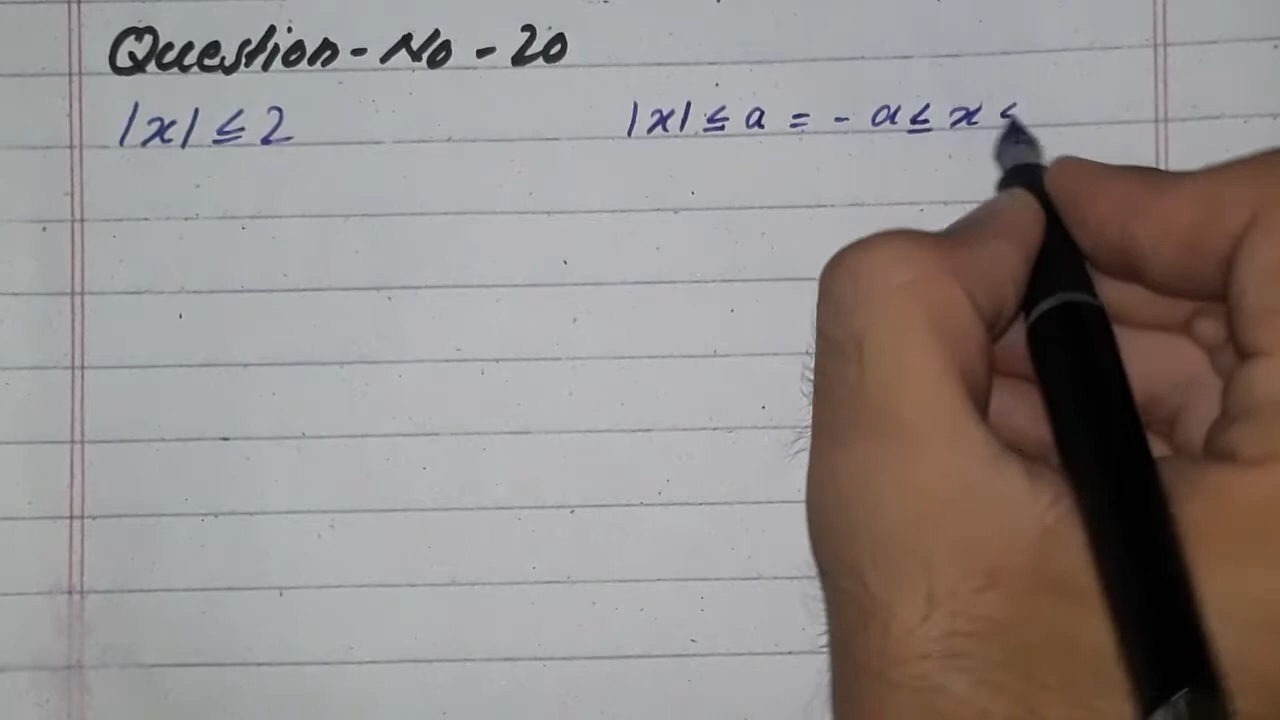 Question-No-20
|x| ≤ 2
|x| ≤ a = -a ≤ x <